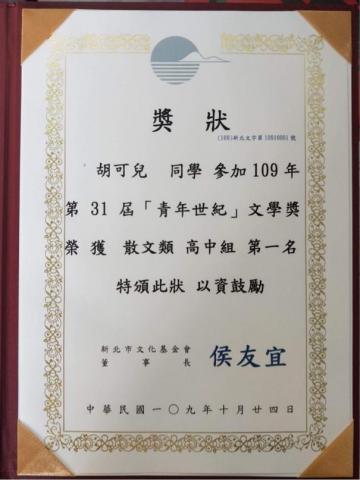 獎狀
(109)新北文字第10910001號
胡可兒 同學 參加109年
第31屆「青年世紀」文學獎
榮獲 散文類 高中組 第一名
特頒此狀 以資鼓勵
新北市文化基金會
董事長 侯友宜
中華民國一〇九年十月廿四日